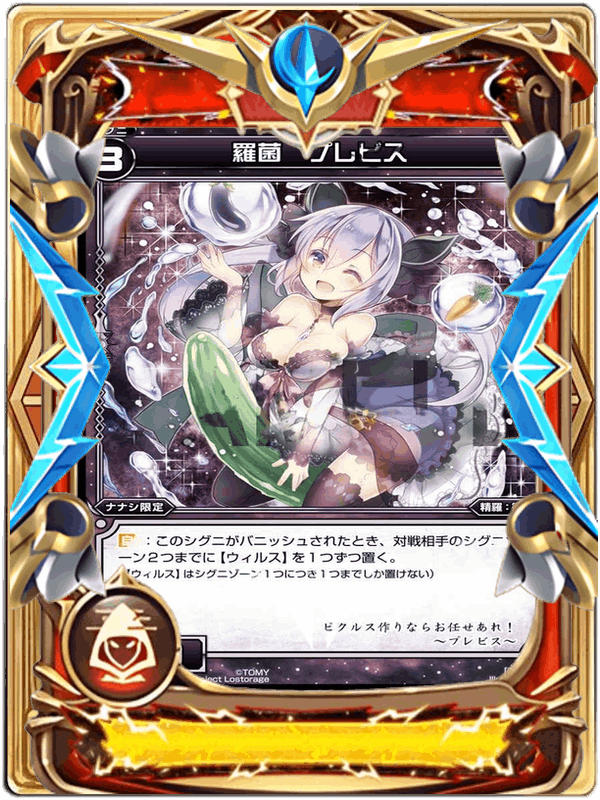 3
羅菌 プレビス
ナナシ限定
精羅:
：このシグニがバニッシュされたとき、対戦相手のシグニ
ーン２つまでに【ウィルス】を１つずつ置く。
【ウィルス】はシグニゾーン１つにつき１つまでしか置けない）
ピクルス作りならお任せあれ！
～プレビス～
©TOMY
ject Lostorage